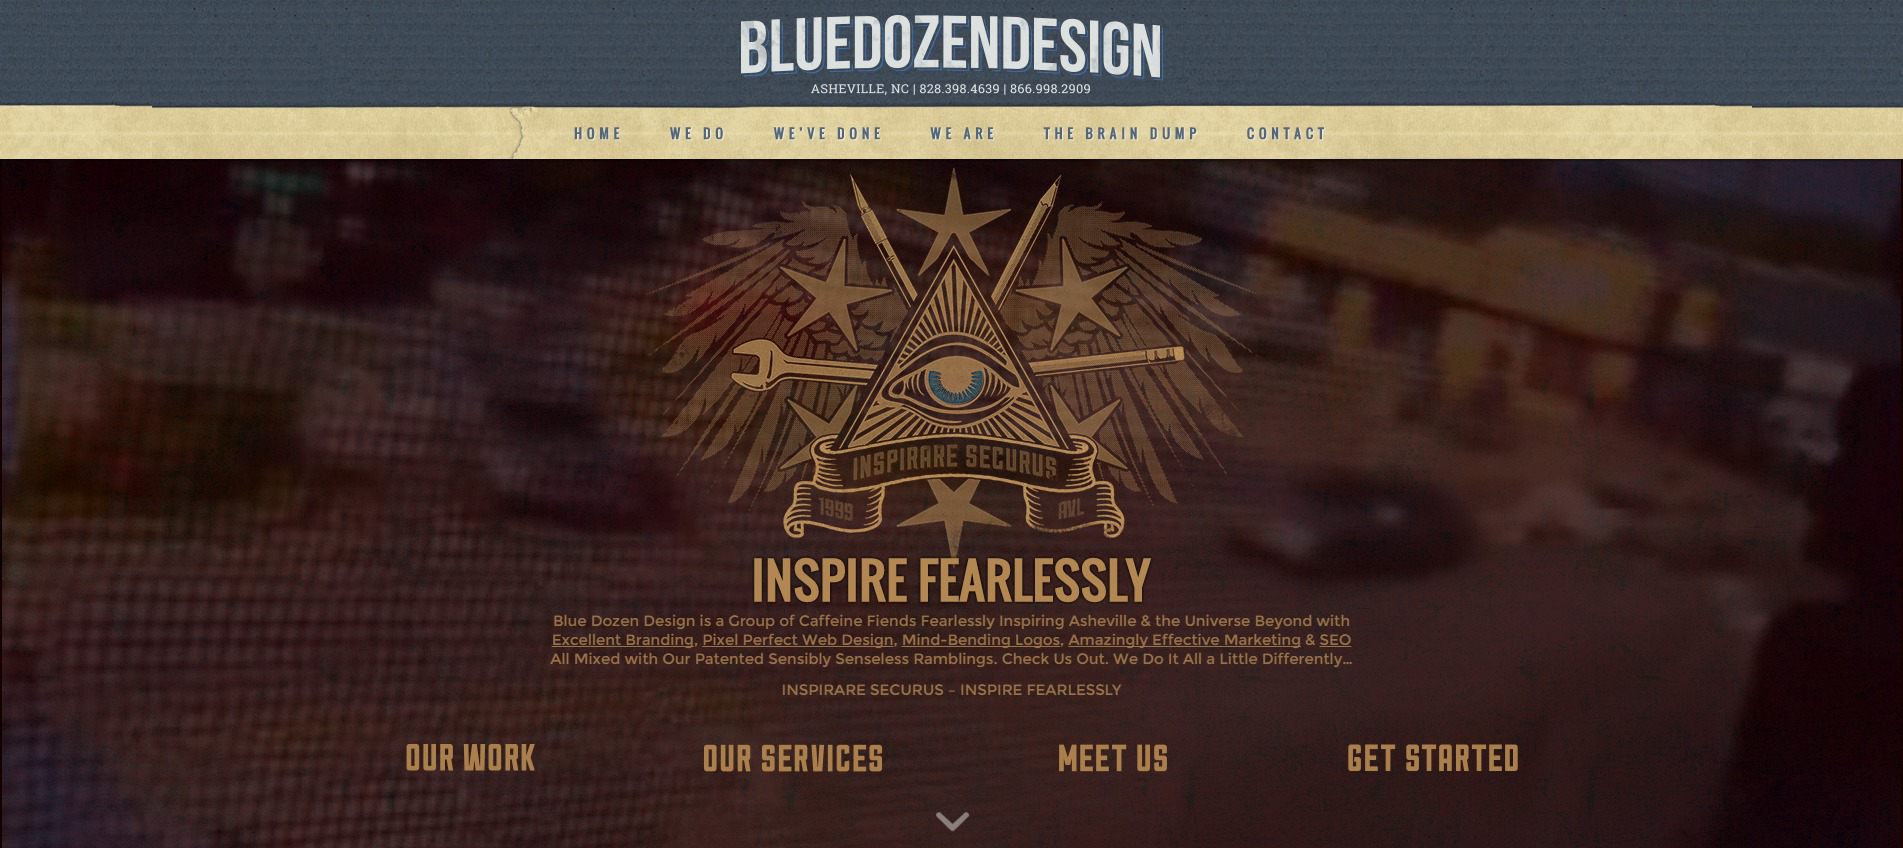 BLUEDOZENDESIGN
ASHEVILLE, NC | 828.398.4639 | 866.998.2909
HOME WE DO WE'VE DONE WE ARE THE BRAIN DUMP CONTACT
INSPIRARE SECURUS
1999 AVL
INSPIRE FEARLESSLY
Blue Dozen Design is a Group of Caffeine Fiends Fearlessly Inspiring Asheville & the Universe Beyond with
Excellent Branding, Pixel Perfect Web Design, Mind-Bending Logos, Amazingly Effective Marketing & SEO
All Mixed with Our Patented Sensibly Senseless Ramblings. Check Us Out. We Do It All a Little Differently...
INSPIRARE SECURUS – INSPIRE FEARLESSLY
OUR WORK OUR SERVICES MEET US GET STARTED